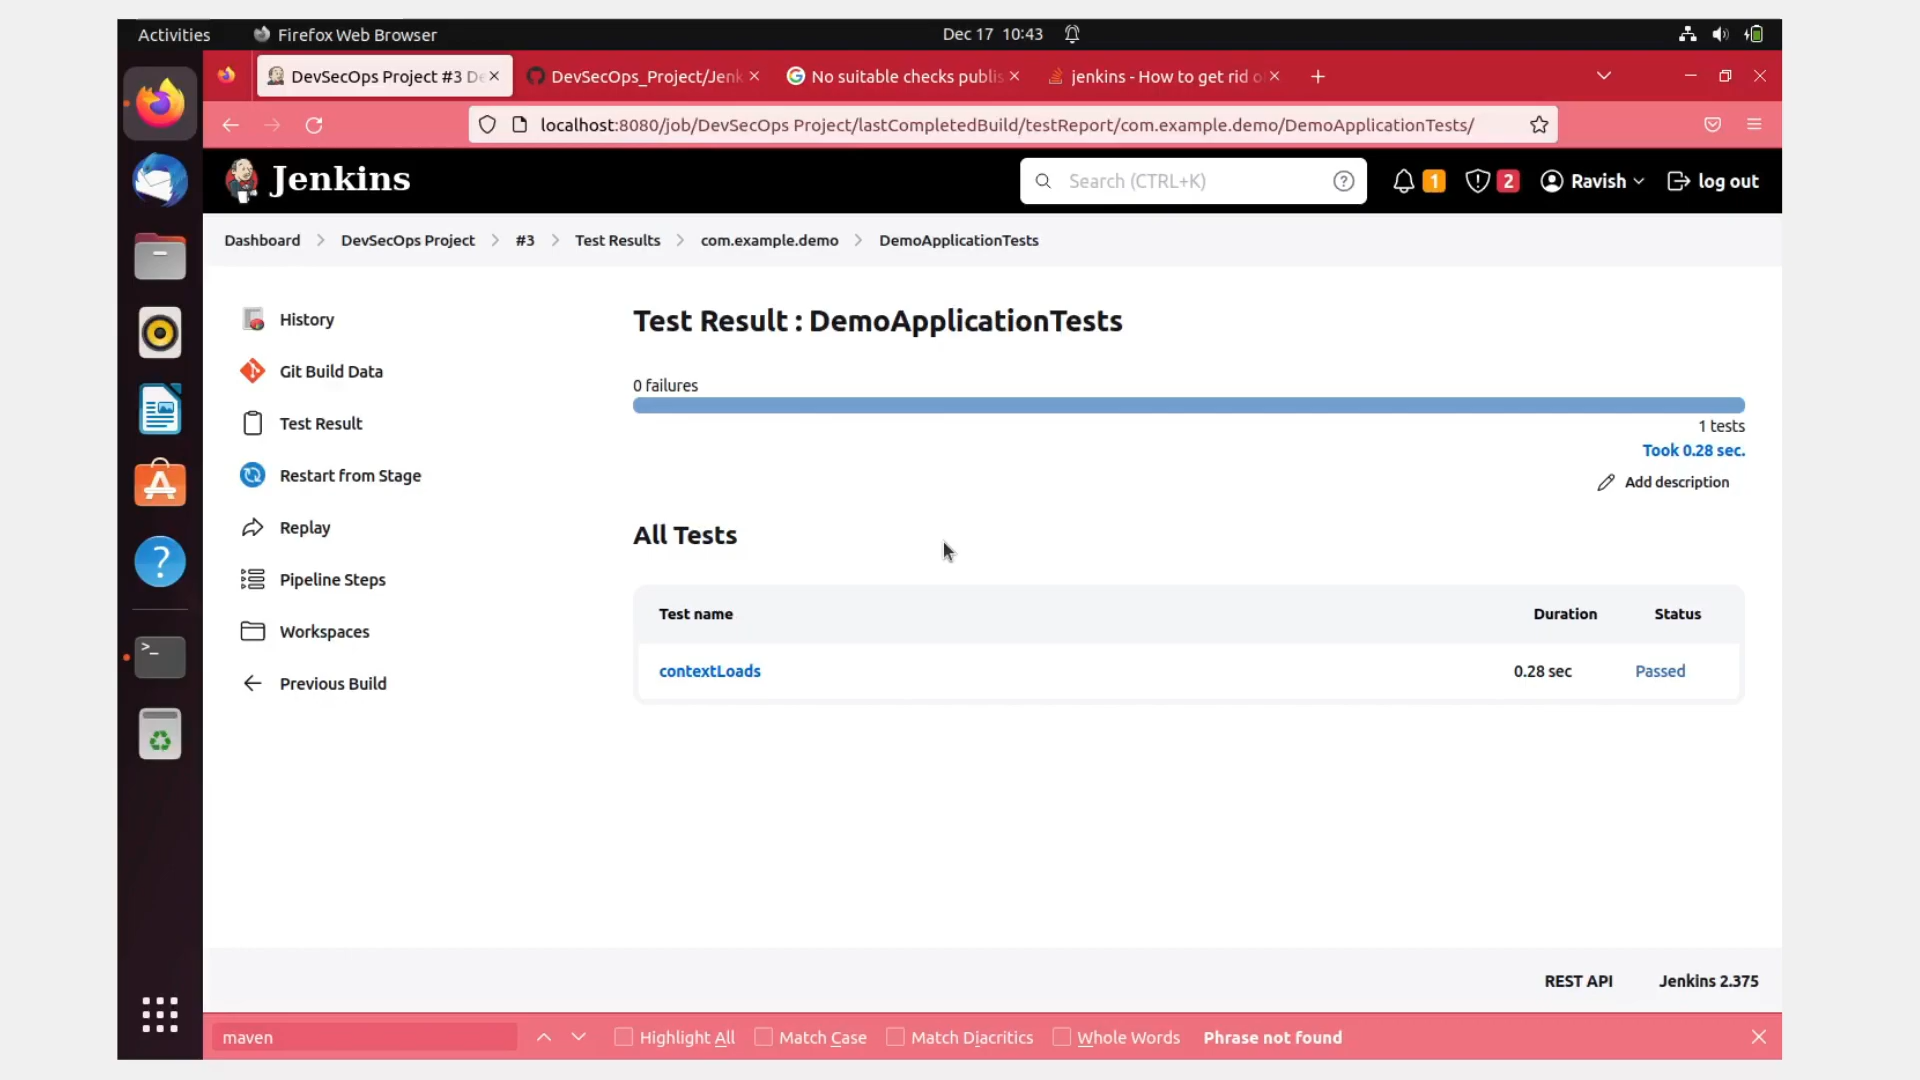 Activities Firefox Web Browser Dec 17 10:43
DevSecOps Project #3 De DevSecOps_Project/Jenk No suitable checks publis jenkins - How to get rid o
localhost:8080/job/DevSecOps Project/lastCompletedBuild/testReport/com.example.demo/DemoApplicationTests/
Jenkins Search (CTRL+K) 1 2 Ravish log out
Dashboard DevSecOps Project #3 Test Results com.example.demo DemoApplicationTests
History
Git Build Data
Test Result
Restart from Stage
Replay
Pipeline Steps
Workspaces
Previous Build
Test Result : DemoApplicationTests
0 failures
1 tests
Took 0.28 sec.
Add description
All Tests
Test name Duration Status
contextLoads 0.28 sec Passed
REST API Jenkins 2.375
maven Highlight All Match Case Match Diacritics Whole Words Phrase not found